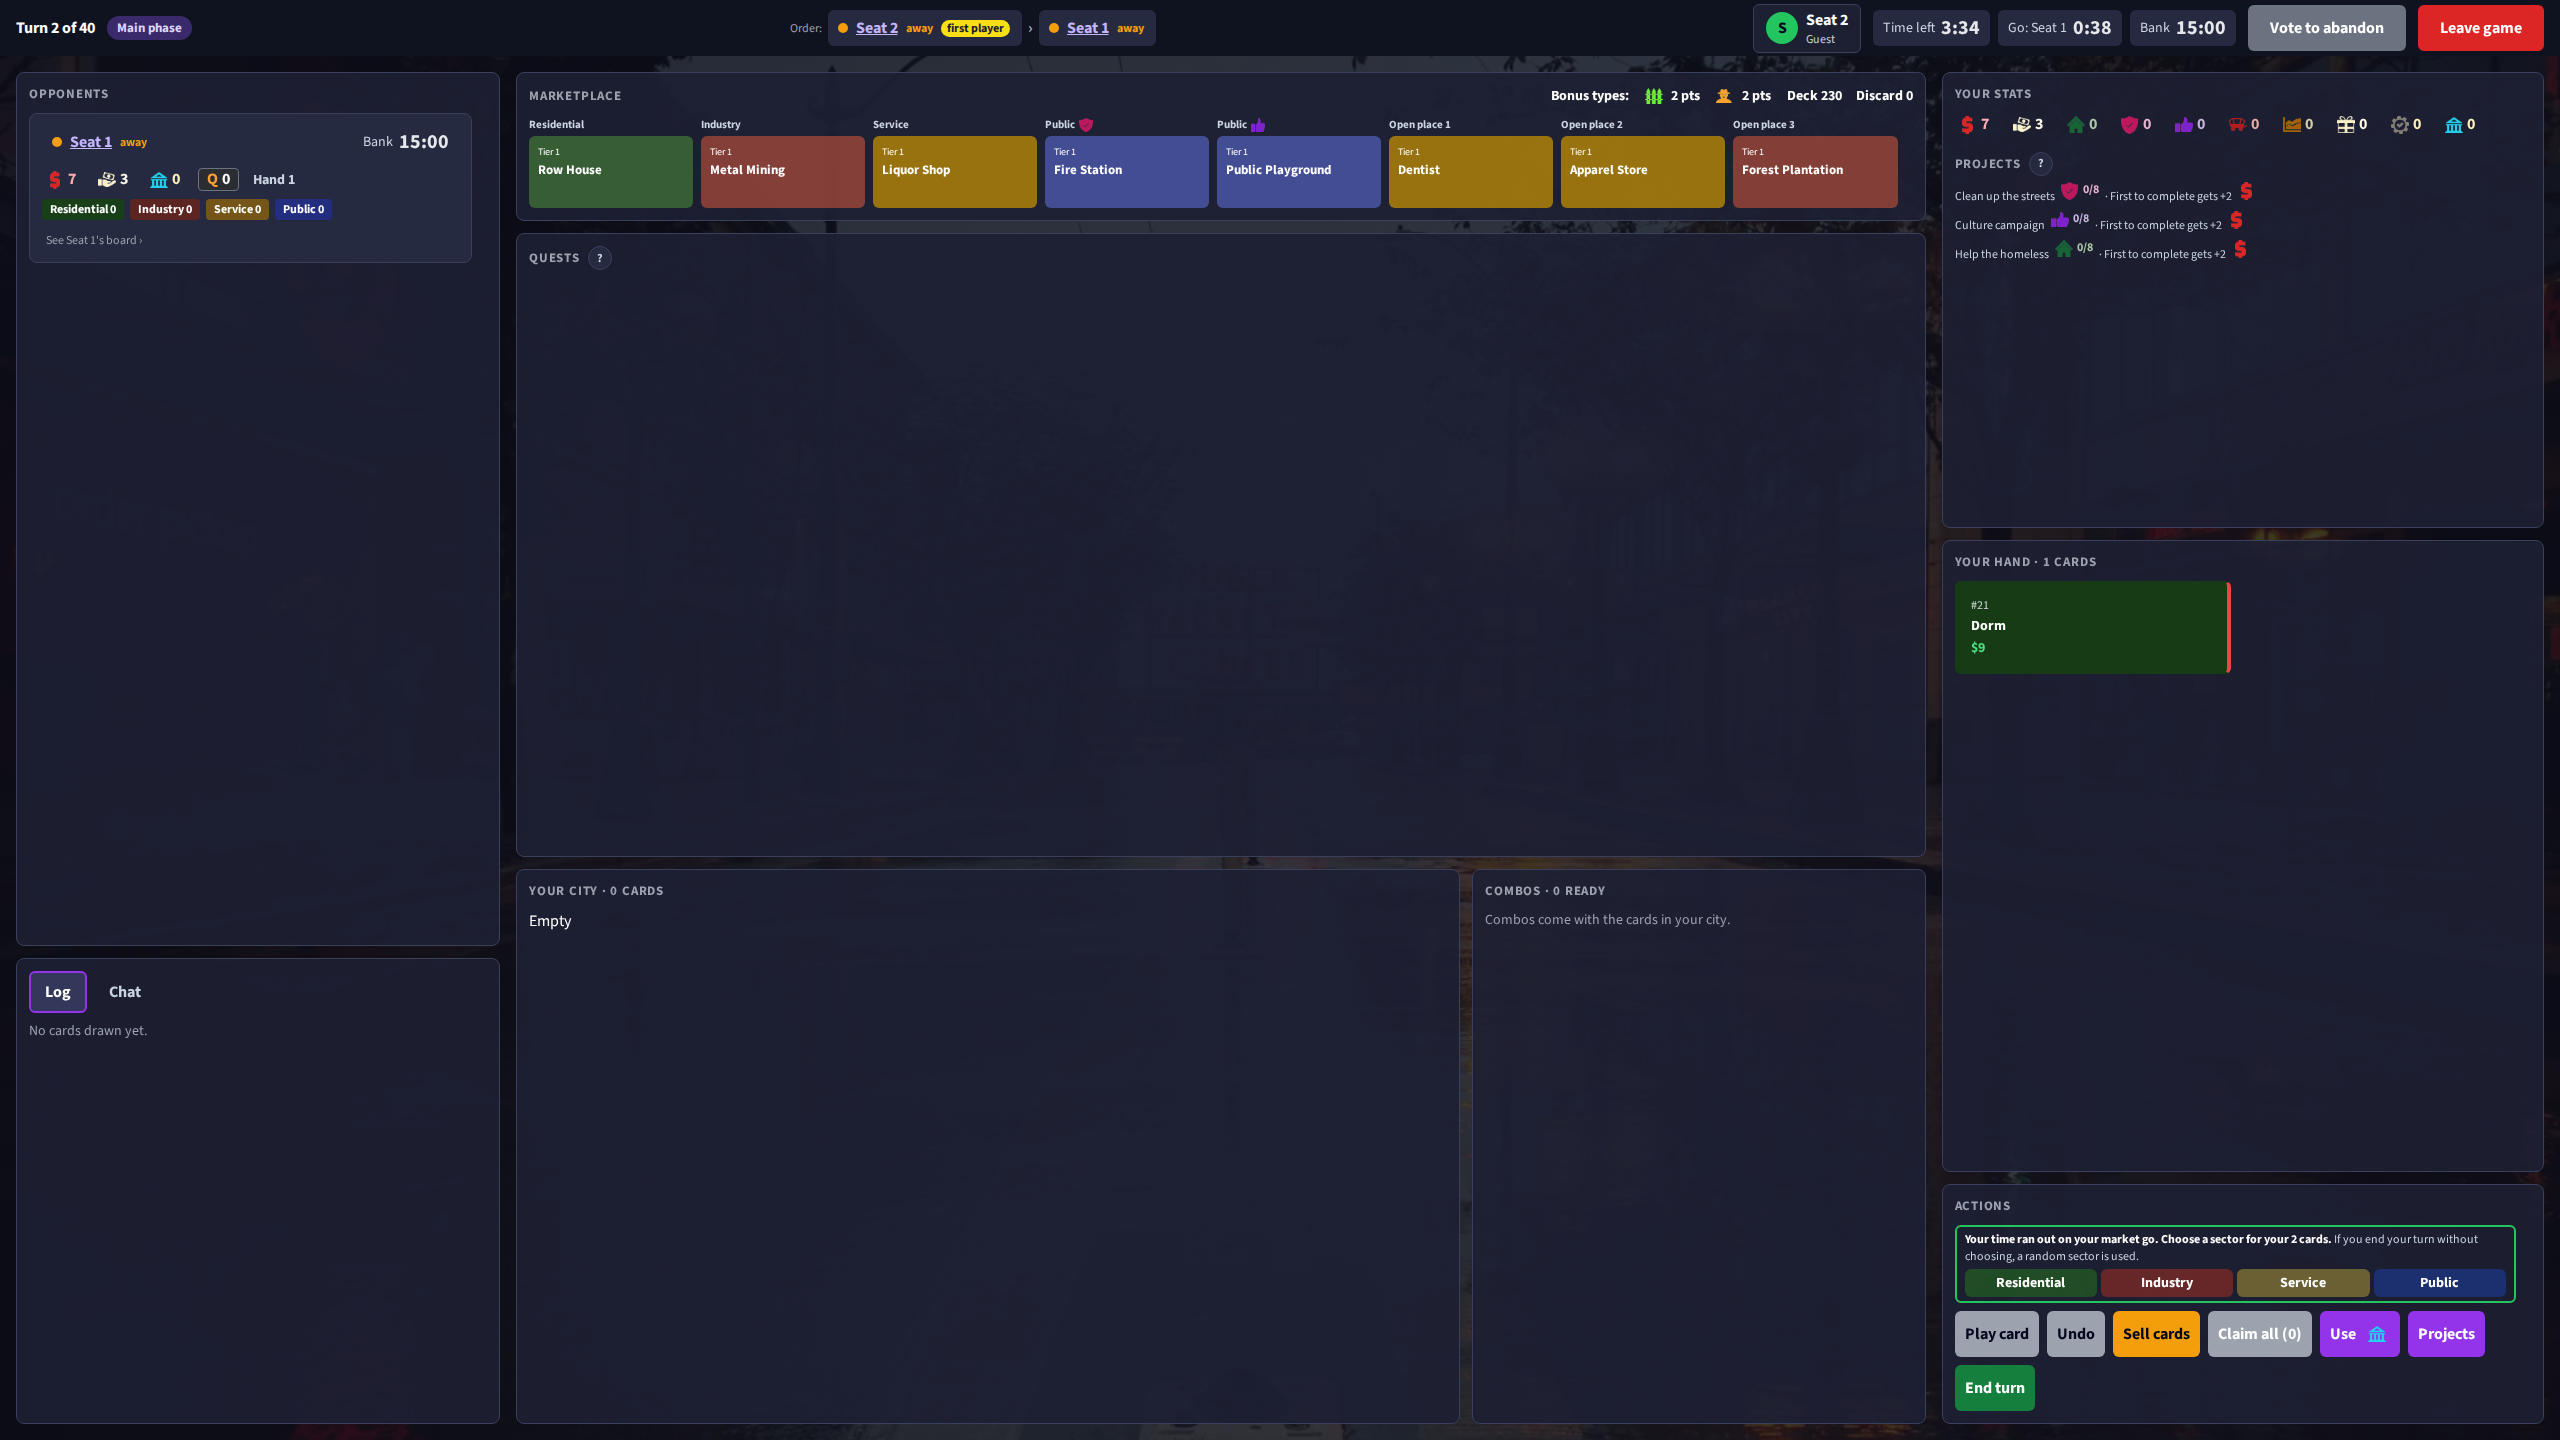 Turn 2 of 40 Main phase
Order: Seat 2 away first player › Seat 1 away
S Seat 2 Guest
Time left 3:34
Go: Seat 1 0:38
Bank 15:00
Vote to abandon
Leave game
OPPONENTS
Seat 1 away Bank 15:00
7 3 0 Q 0 Hand 1
Residential 0 Industry 0 Service 0 Public 0
See Seat 1's board ›
Log Chat
No cards drawn yet.
MARKETPLACE Bonus types: 2 pts 2 pts Deck 230 Discard 0
Residential Industry Service Public Public Open place 1 Open place 2 Open place 3
Tier 1 Tier 1 Tier 1 Tier 1 Tier 1 Tier 1 Tier 1 Tier 1
Row House Metal Mining Liquor Shop Fire Station Public Playground Dentist Apparel Store Forest Plantation
QUESTS ?
YOUR CITY · 0 CARDS
Empty
COMBOS · 0 READY
Combos come with the cards in your city.
YOUR STATS
7 3 0 0 0 0 0 0 0 0
PROJECTS ?
Clean up the streets 0/8 · First to complete gets +2
Culture campaign 0/8 · First to complete gets +2
Help the homeless 0/8 · First to complete gets +2
YOUR HAND · 1 CARDS
#21
Dorm
$9
ACTIONS
Your time ran out on your market go. Choose a sector for your 2 cards. If you end your turn without
choosing, a random sector is used.
Residential Industry Service Public
Play card Undo Sell cards Claim all (0) Use Projects
End turn